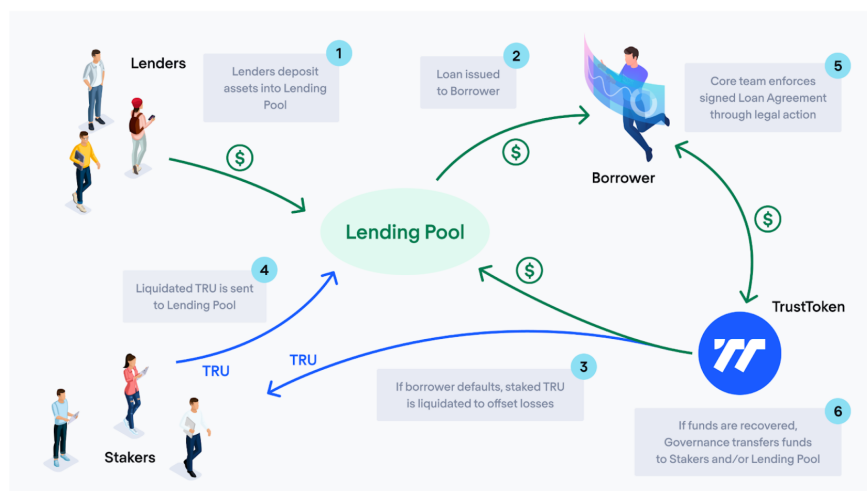 Lenders
1
Lenders deposit
assets into Lending
Pool
2
Loan issued
to Borrower
5
Core team enforces
signed Loan Agreement
through legal action
$
$
Borrower
$
Lending Pool
4
Liquidated TRU is sent
to Lending Pool
$
TrustToken
TRU
TRU
3
If borrower defaults, staked TRU
is liquidated to offset losses
6
If funds are recovered,
Governance transfers funds
to Stakers and/or Lending Pool
Stakers